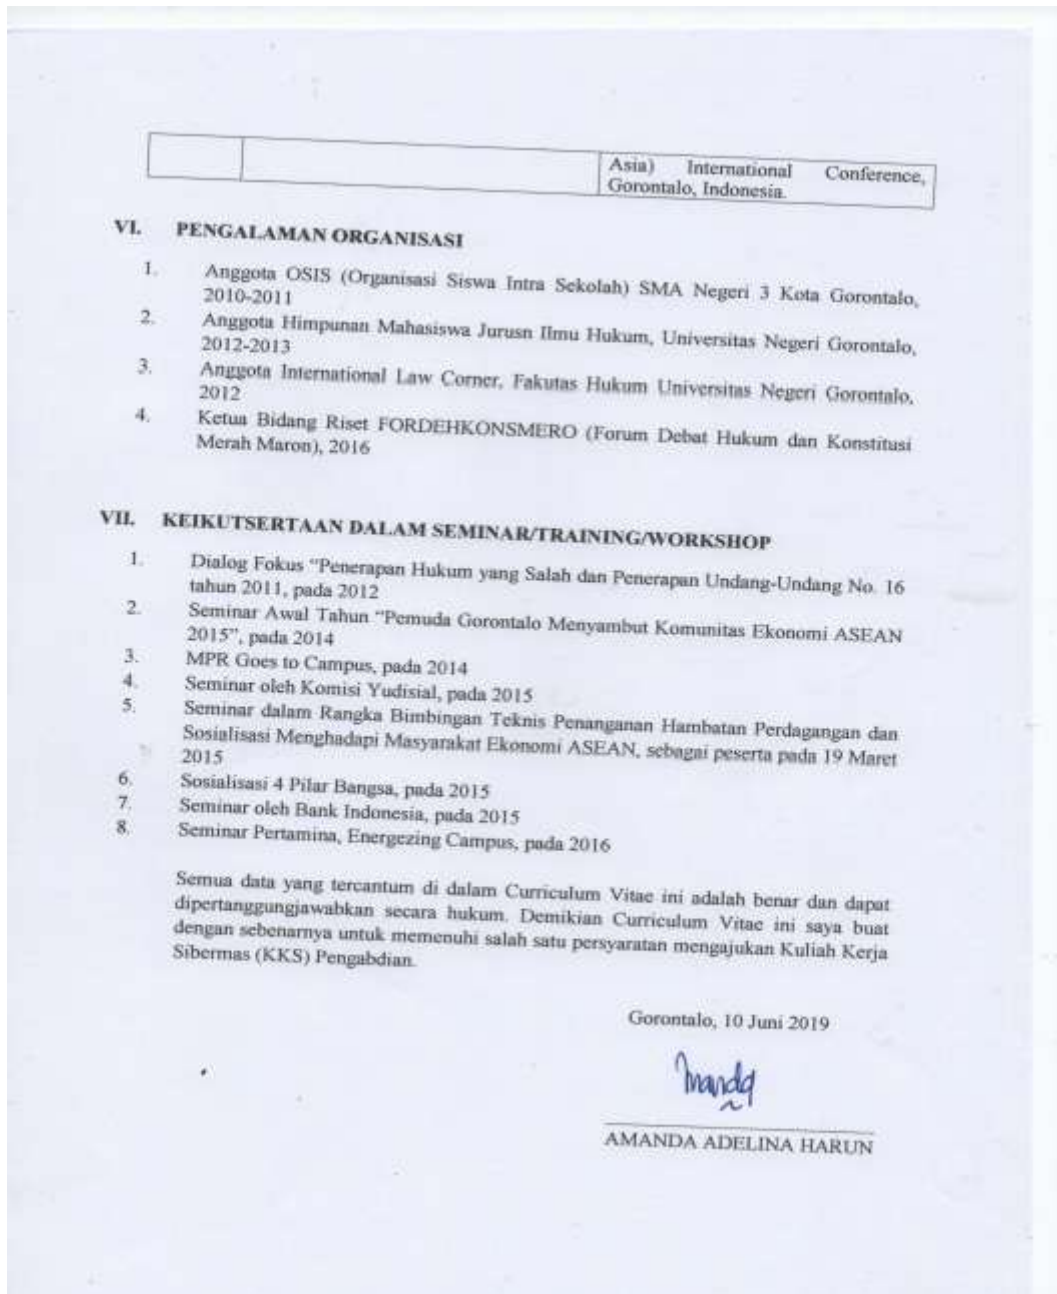 Asia) International Conference,
Gorontalo, Indonesia.
VI. PENGALAMAN ORGANISASI
1. Anggota OSIS (Organisasi Siswa Intra Sekolah) SMA Negeri 3 Kota Gorontalo,
2010-2011
2. Anggota Himpunan Mahasiswa Jurusn Ilmu Hukum, Universitas Negeri Gorontalo,
2012-2013
3. Anggota International Law Corner, Fakutas Hukum Universitas Negeri Gorontalo,
2012
4. Ketua Bidang Riset FORDEHKONSMERO (Forum Debat Hukum dan Konstitusi
Merah Maron), 2016
VII. KEIKUTSERTAAN DALAM SEMINAR/TRAINING/WORKSHOP
1. Dialog Fokus “Penerapan Hukum yang Salah dan Penerapan Undang-Undang No. 16
tahun 2011, pada 2012
2. Seminar Awal Tahun “Pemuda Gorontalo Menyambut Komunitas Ekonomi ASEAN
2015”, pada 2014
3. MPR Goes to Campus, pada 2014
4. Seminar oleh Komisi Yudisial, pada 2015
5. Seminar dalam Rangka Bimbingan Teknis Penanganan Hambatan Perdagangan dan
Sosialisasi Menghadapi Masyarakat Ekonomi ASEAN, sebagai peserta pada 19 Maret
2015
6. Sosialisasi 4 Pilar Bangsa, pada 2015
7. Seminar oleh Bank Indonesia, pada 2015
8. Seminar Pertamina, Energezing Campus, pada 2016
Semua data yang tercantum di dalam Curriculum Vitae ini adalah benar dan dapat
dipertanggungjawabkan secara hukum. Demikian Curriculum Vitae ini saya buat
dengan sebenarnya untuk memenuhi salah satu persyaratan mengajukan Kuliah Kerja
Sibermas (KKS) Pengabdian.
Gorontalo, 10 Juni 2019
AMANDA ADELINA HARUN